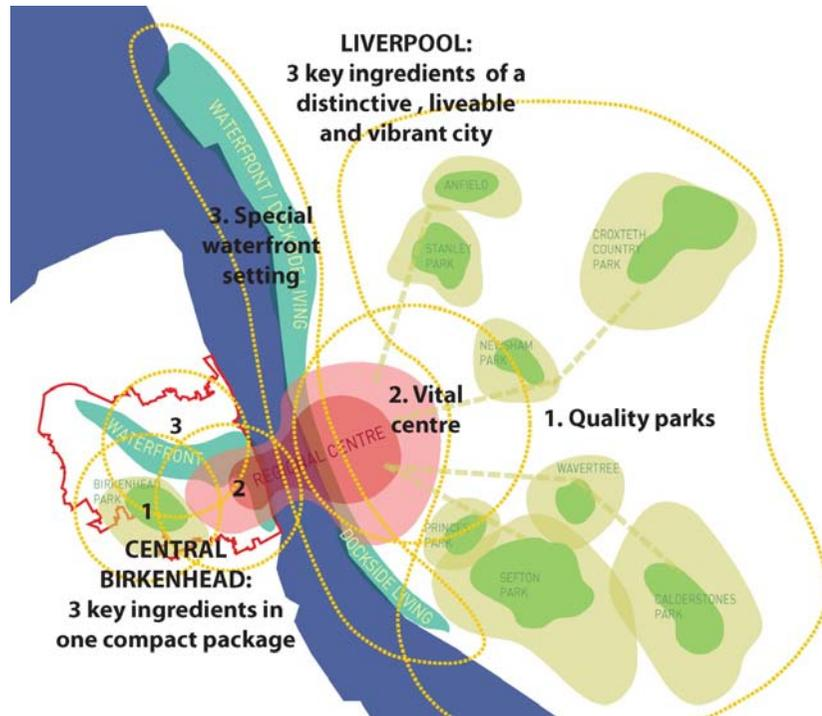 LIVERPOOL:
3 key ingredients of a
distinctive , liveable
and vibrant city
WATERFRONT / DOCKSIDE LIVING
3. Special
waterfront
setting
ANFIELD
STANLEY
PARK
CROXTETH
COUNTRY
PARK
NEWSHAM
PARK
2. Vital
centre
1. Quality parks
3
WATERFRONT
REGIONAL CENTRE
2
BIRKENHEAD
PARK
1
WAVERTREE
PRINCES
PARK
SEFTON
PARK
CALDERSTONES
PARK
DOCKSIDE LIVING
CENTRAL
BIRKENHEAD:
3 key ingredients in
one compact package